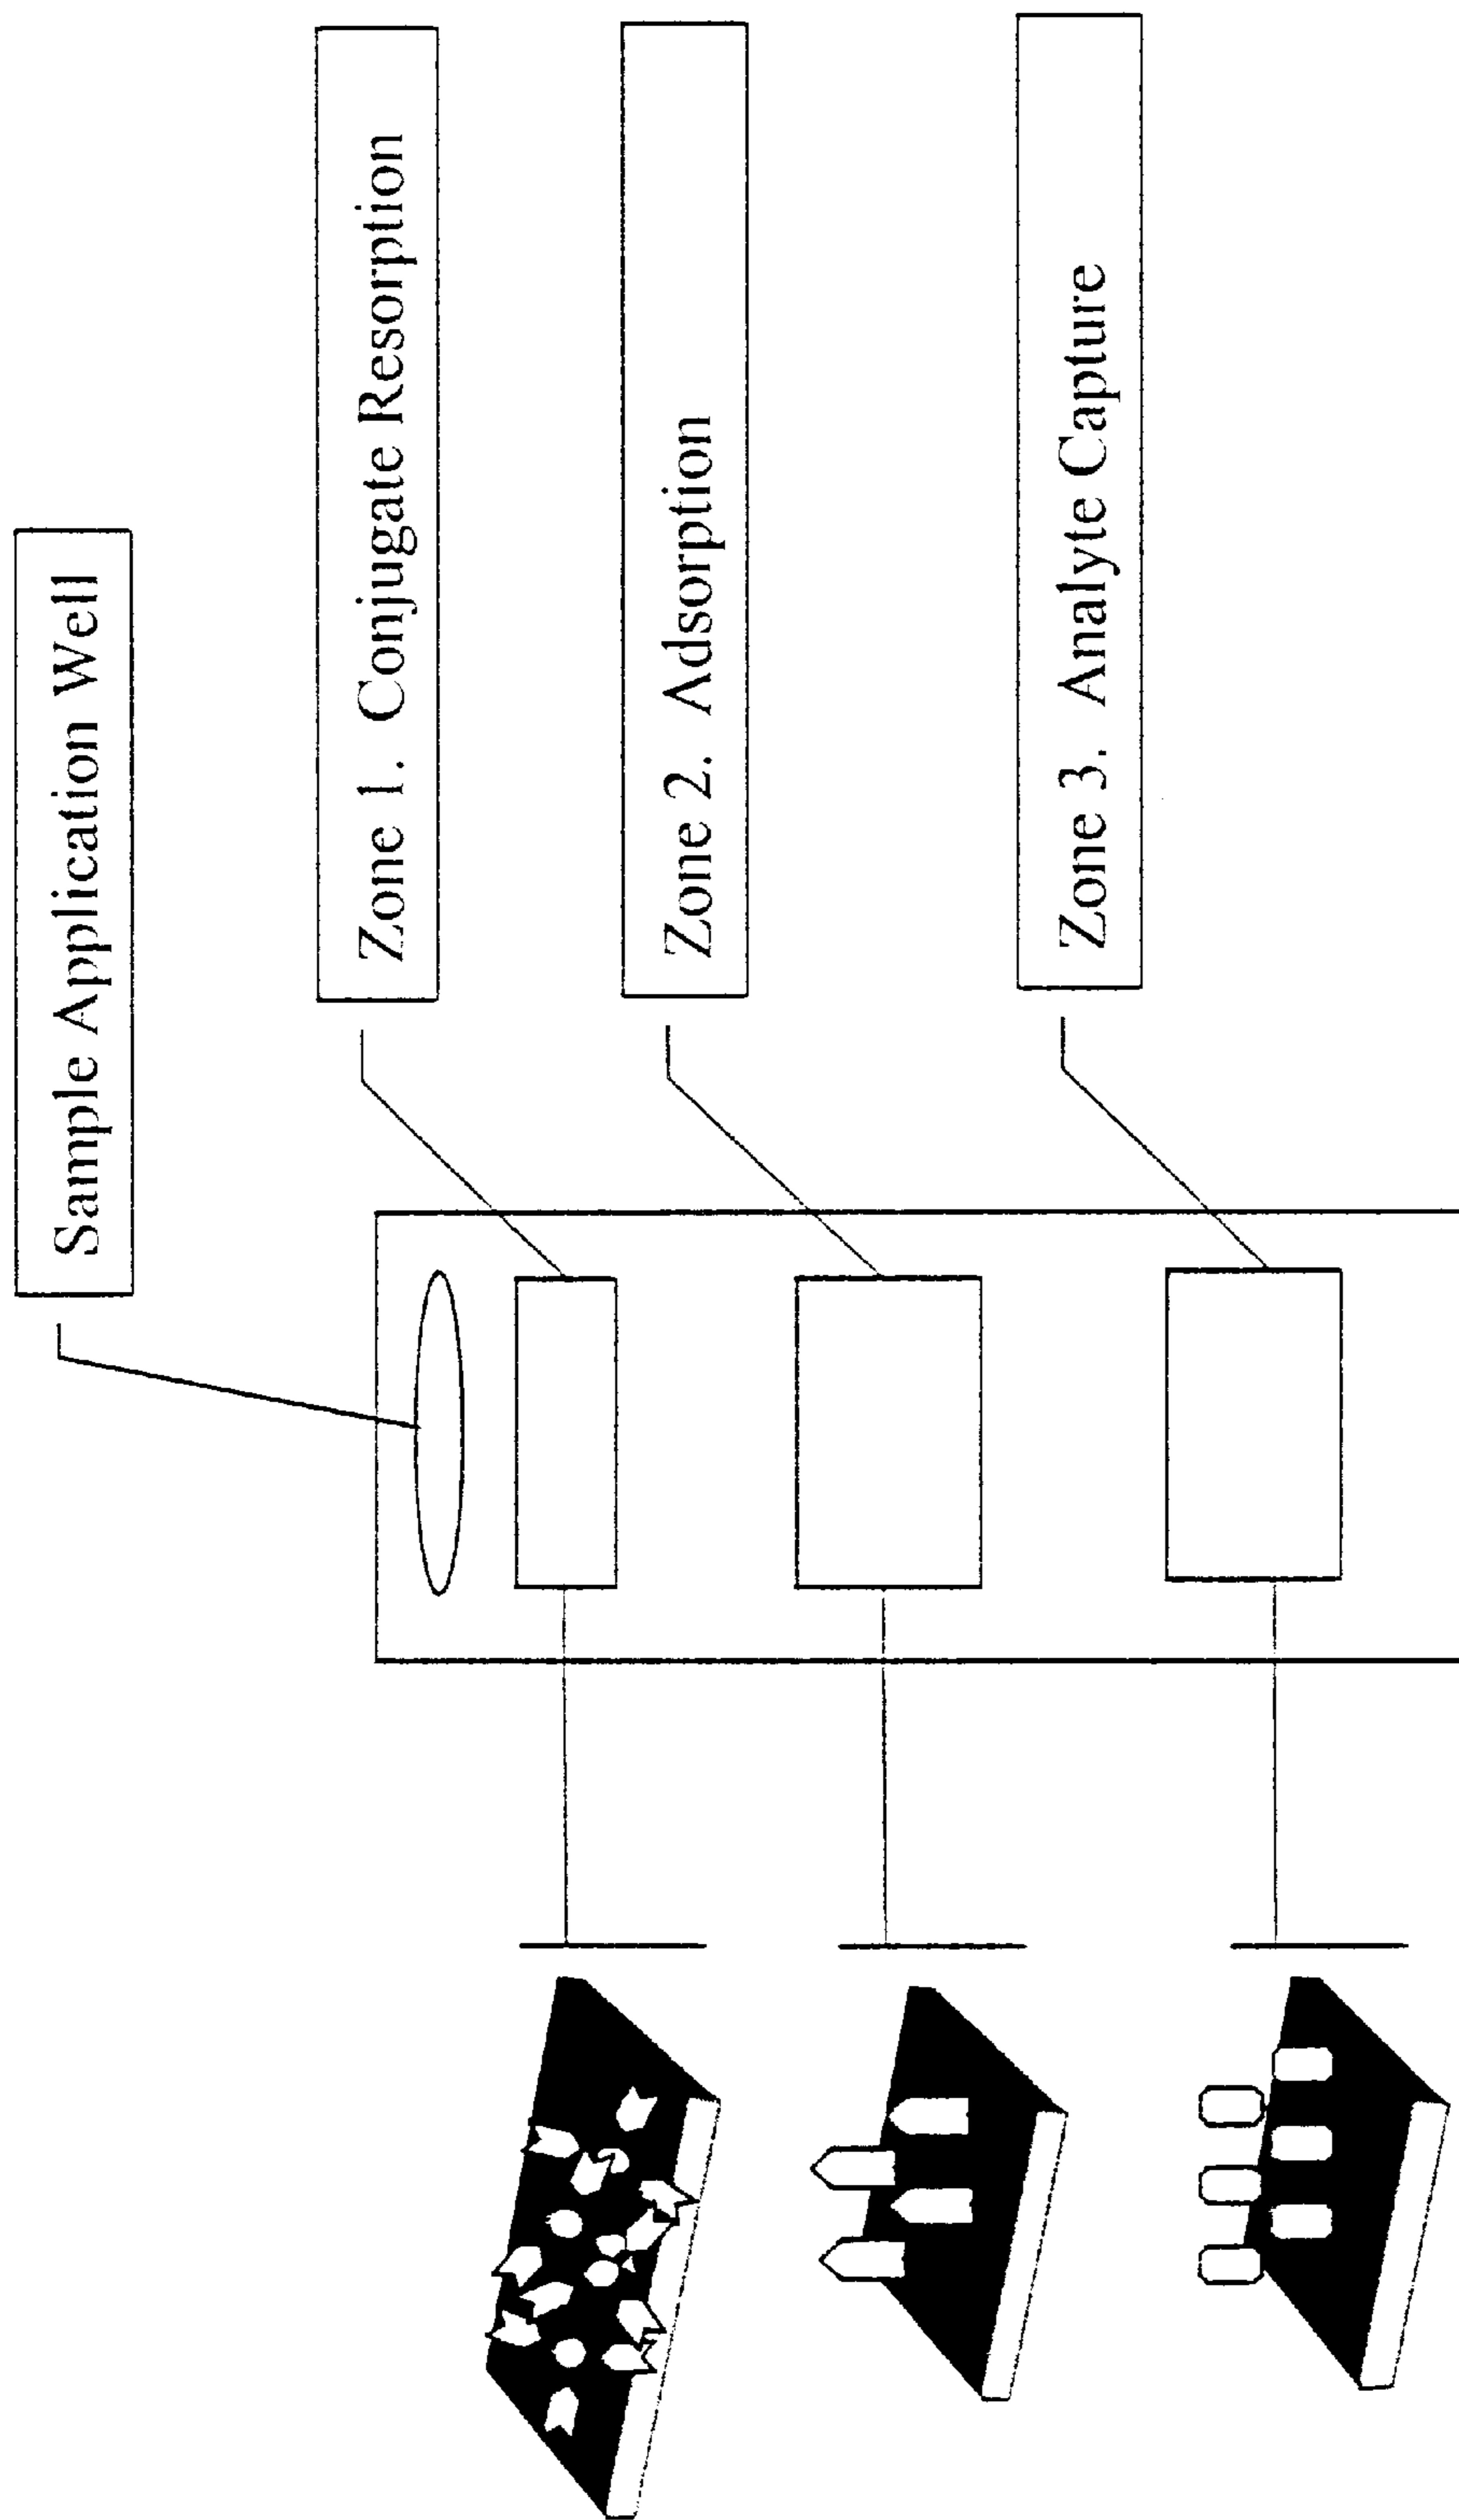 Sample Application Well
Zone 1. Conjugate Resorption
Zone 2. Adsorption
Zone 3. Analyte Capture